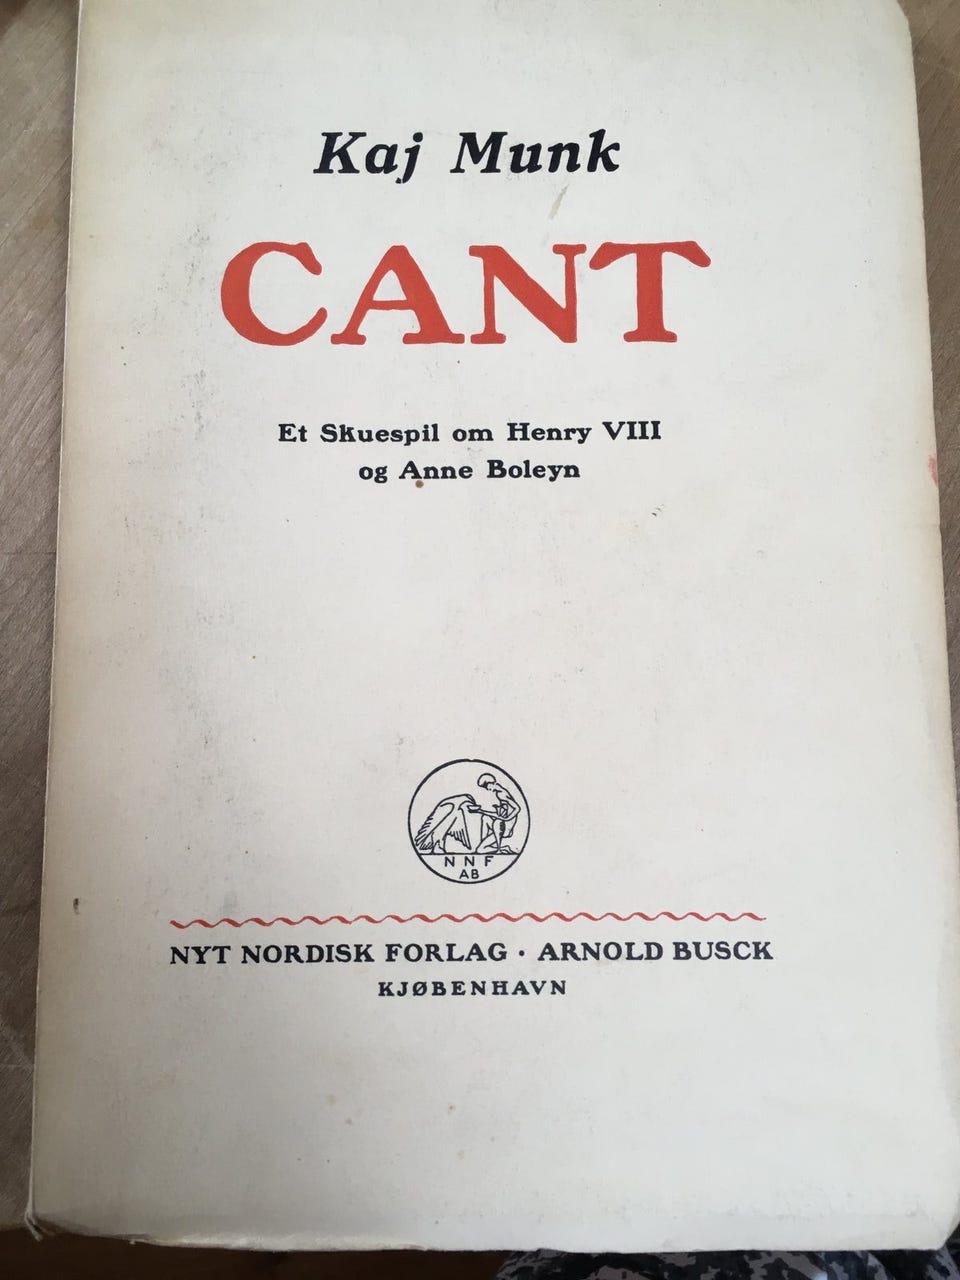 Kaj Munk
CANT
Et Skuespil om Henry VIII
og Anne Boleyn
NNF
AB
NYT NORDISK FORLAG · ARNOLD BUSCK
KJØBENHAVN